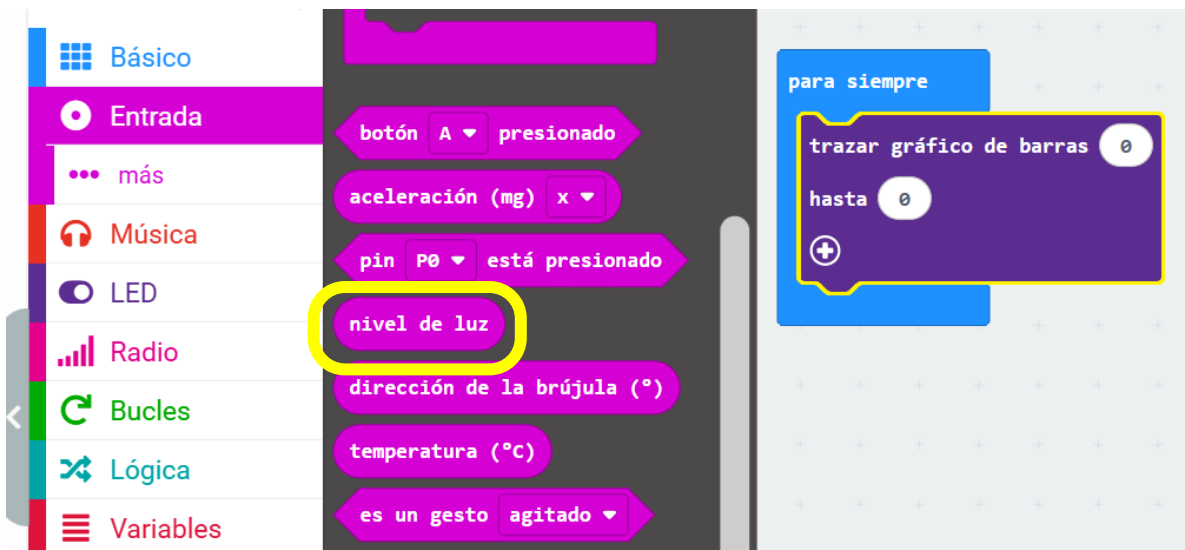 Básico
Entrada
más
Música
LED
Radio
Bucles
Lógica
Variables
botón A presionado
aceleración (mg) x
pin P0 está presionado
nivel de luz
dirección de la brújula (°)
temperatura (°C)
es un gesto agitado
para siempre
trazar gráfico de barras 0
hasta 0